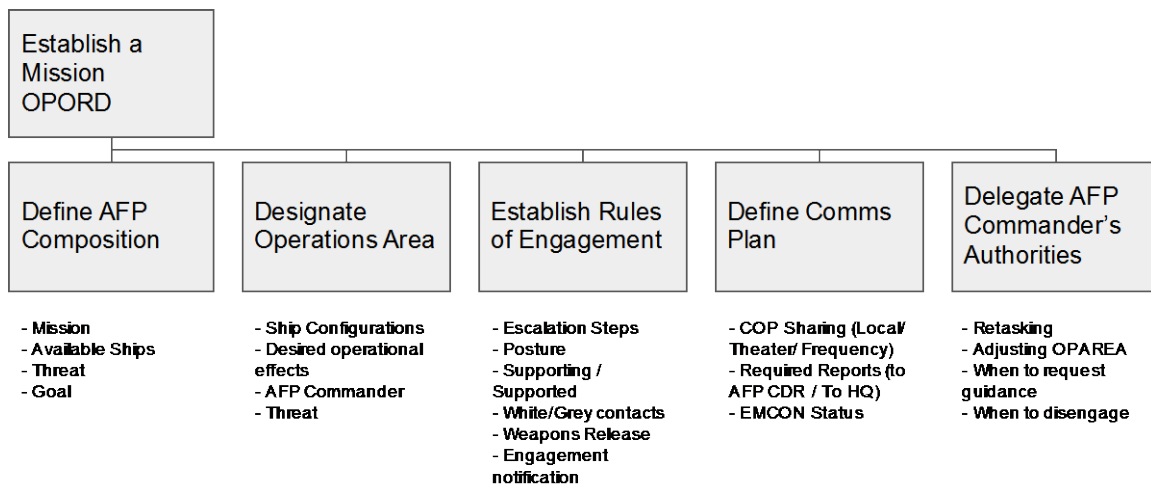 Establish a
Mission
OPORD
Define AFP
Composition
Designate
Operations Area
Establish Rules
of Engagement
Define Comms
Plan
Delegate AFP
Commander's
Authorities
- Mission
- Available Ships
- Threat
- Goal
- Ship Configurations
- Desired operational
effects
- AFP Commander
- Threat
- Escalation Steps
- Posture
- Supporting /
Supported
- White/Grey contacts
- Weapons Release
- Engagement
notification
- COP Sharing (Local/
Theater/ Frequency)
- Required Reports (to
AFP CDR / To HQ)
- EMCON Status
- Retasking
- Adjusting OPAREA
- When to request
guidance
- When to disengage